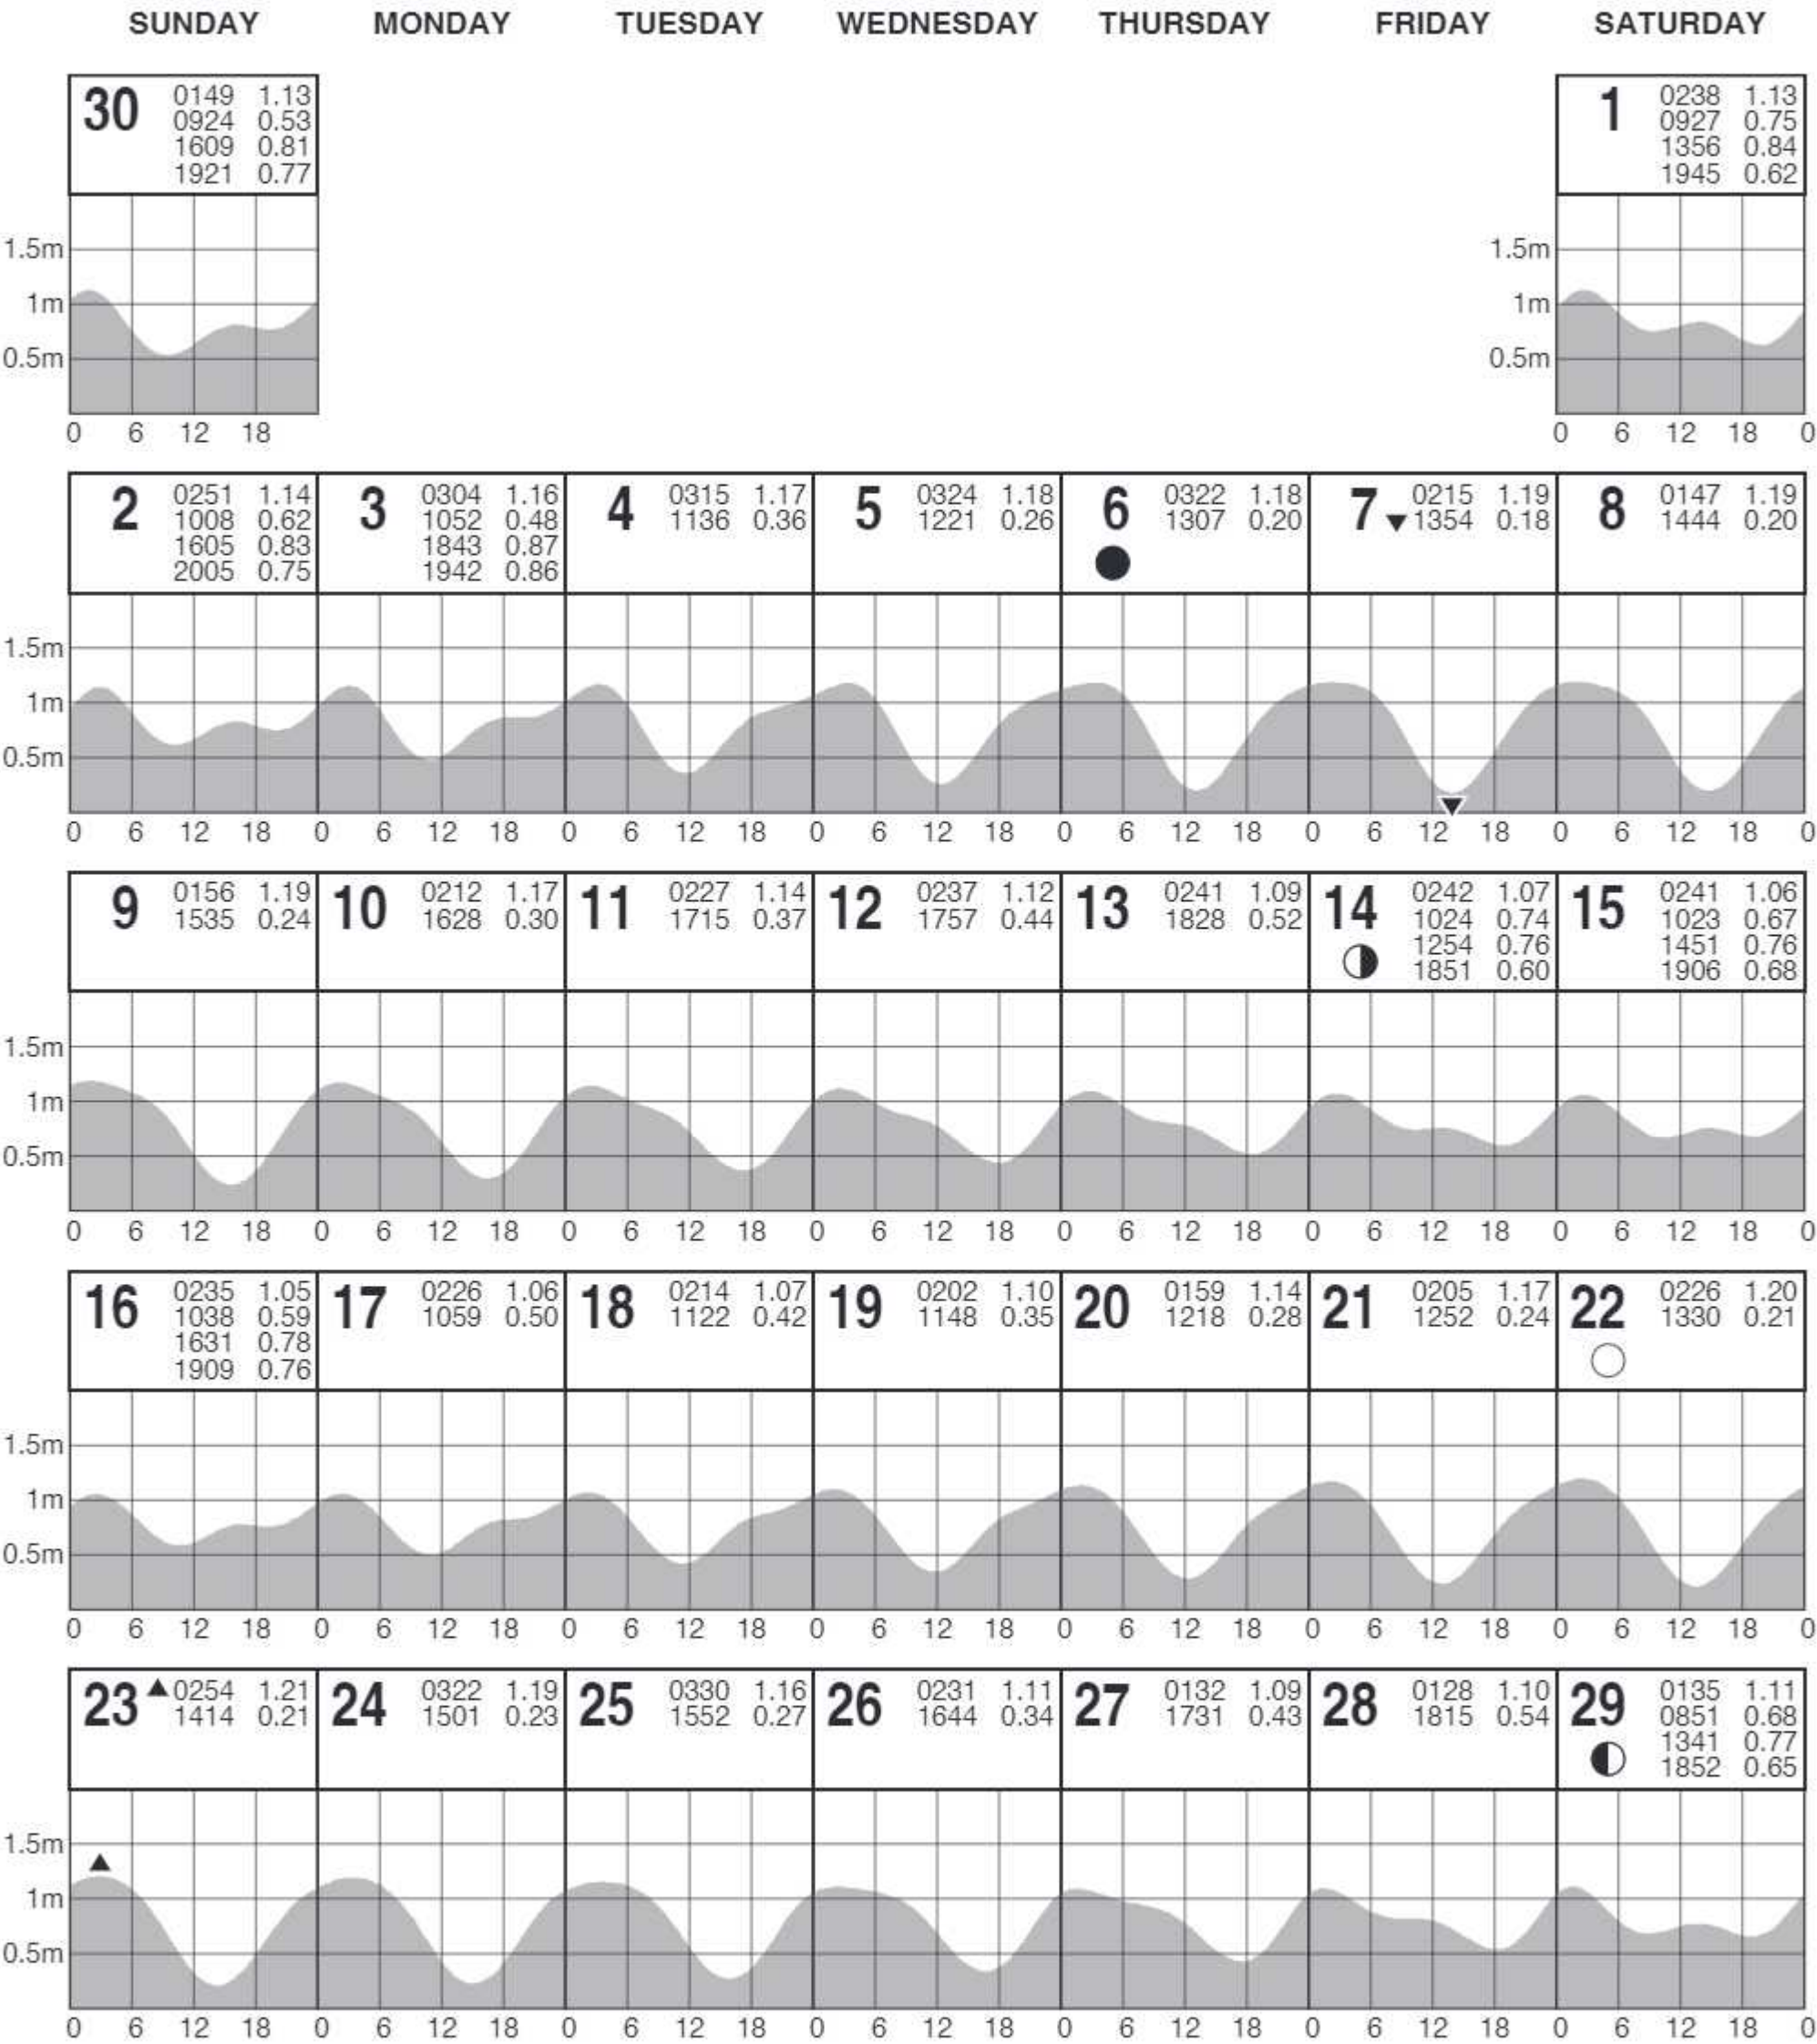 SUNDAY MONDAY TUESDAY WEDNESDAY THURSDAY FRIDAY SATURDAY
30 0149 1.13
0924 0.53
1609 0.81
1921 0.77
1 0238 1.13
0927 0.75
1356 0.84
1945 0.62
1.5m
1m
0.5m
0 6 12 18
1.5m
1m
0.5m
0 6 12 18 0
2 0251 1.14
1008 0.62
1605 0.83
2005 0.75
3 0304 1.16
1052 0.48
1843 0.87
1942 0.86
4 0315 1.17
1136 0.36
5 0324 1.18
1221 0.26
6 0322 1.18
1307 0.20
7 0215 1.19
1354 0.18
8 0147 1.19
1444 0.20
1.5m
1m
0.5m
0 6 12 18 0 6 12 18 0 6 12 18 0 6 12 18 0 6 12 18 0 6 12 18 0 6 12 18 0
9 0156 1.19
1535 0.24
10 0212 1.17
1628 0.30
11 0227 1.14
1715 0.37
12 0237 1.12
1757 0.44
13 0241 1.09
1828 0.52
14 0242 1.07
1024 0.74
1254 0.76
1851 0.60
15 0241 1.06
1023 0.67
1451 0.76
1906 0.68
1.5m
1m
0.5m
0 6 12 18 0 6 12 18 0 6 12 18 0 6 12 18 0 6 12 18 0 6 12 18 0 6 12 18 0
16 0235 1.05
1038 0.59
1631 0.78
1909 0.76
17 0226 1.06
1059 0.50
18 0214 1.07
1122 0.42
19 0202 1.10
1148 0.35
20 0159 1.14
1218 0.28
21 0205 1.17
1252 0.24
22 0226 1.20
1330 0.21
1.5m
1m
0.5m
0 6 12 18 0 6 12 18 0 6 12 18 0 6 12 18 0 6 12 18 0 6 12 18 0 6 12 18 0
23 0254 1.21
1414 0.21
24 0322 1.19
1501 0.23
25 0330 1.16
1552 0.27
26 0231 1.11
1644 0.34
27 0132 1.09
1731 0.43
28 0128 1.10
1815 0.54
29 0135 1.11
0851 0.68
1341 0.77
1852 0.65
1.5m
1m
0.5m
0 6 12 18 0 6 12 18 0 6 12 18 0 6 12 18 0 6 12 18 0 6 12 18 0 6 12 18 0